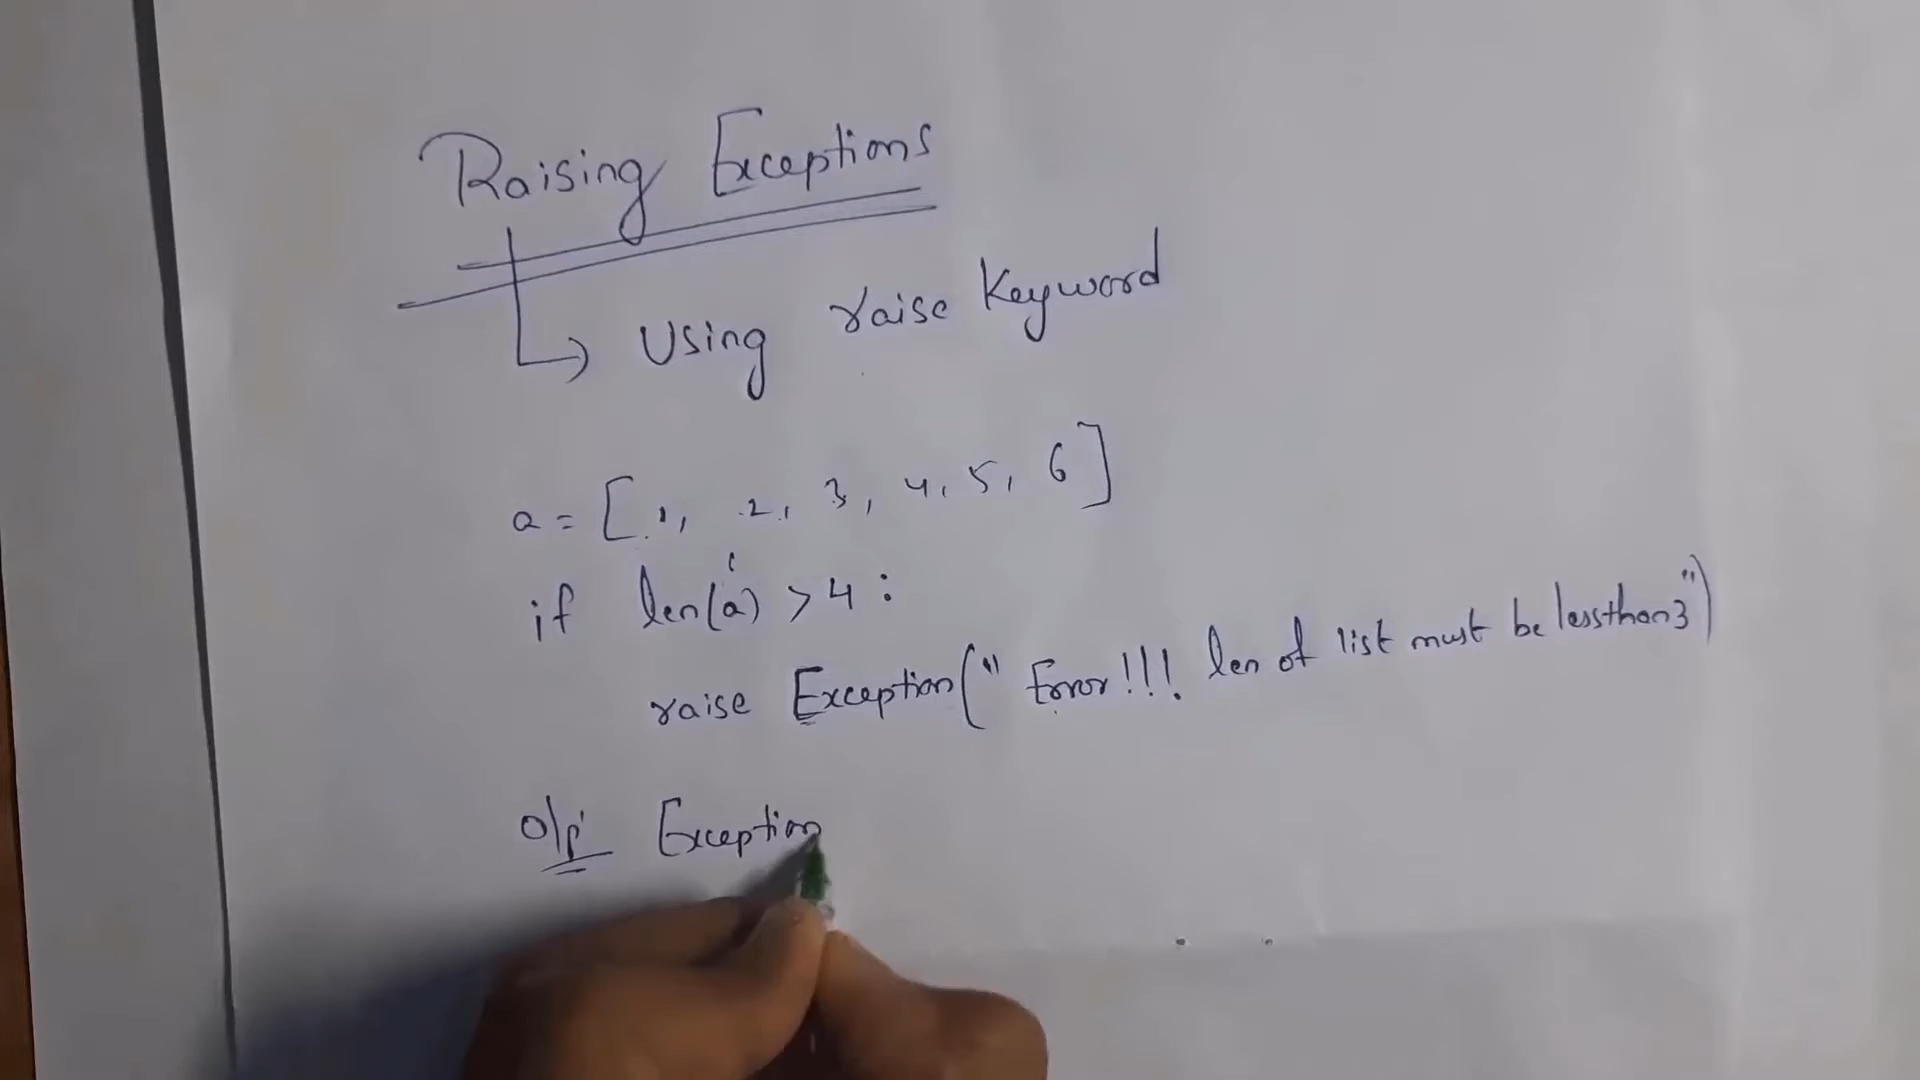 Raising Exceptions
Using raise Keyword
a = [1, 2, 3, 4, 5, 6]
if len(a) > 4 :
raise Exception(" Error!!! len of list must be lessthan3")
o/p Exception